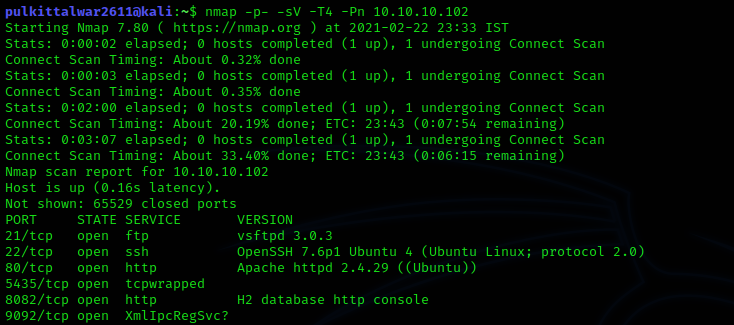 pulkittalwar2611@kali:~$ nmap -p- -sV -T4 -Pn 10.10.10.102
Starting Nmap 7.80 ( https://nmap.org ) at 2021-02-22 23:33 IST
Stats: 0:00:02 elapsed; 0 hosts completed (1 up), 1 undergoing Connect Scan
Connect Scan Timing: About 0.32% done
Stats: 0:00:03 elapsed; 0 hosts completed (1 up), 1 undergoing Connect Scan
Connect Scan Timing: About 0.35% done
Stats: 0:02:00 elapsed; 0 hosts completed (1 up), 1 undergoing Connect Scan
Connect Scan Timing: About 20.19% done; ETC: 23:43 (0:07:54 remaining)
Stats: 0:03:07 elapsed; 0 hosts completed (1 up), 1 undergoing Connect Scan
Connect Scan Timing: About 33.40% done; ETC: 23:43 (0:06:15 remaining)
Nmap scan report for 10.10.10.102
Host is up (0.16s latency).
Not shown: 65529 closed ports
PORT     STATE SERVICE       VERSION
21/tcp   open  ftp           vsftpd 3.0.3
22/tcp   open  ssh           OpenSSH 7.6p1 Ubuntu 4 (Ubuntu Linux; protocol 2.0)
80/tcp   open  http          Apache httpd 2.4.29 ((Ubuntu))
5435/tcp open  tcpwrapped
8082/tcp open  http          H2 database http console
9092/tcp open  XmlIpcRegSvc?